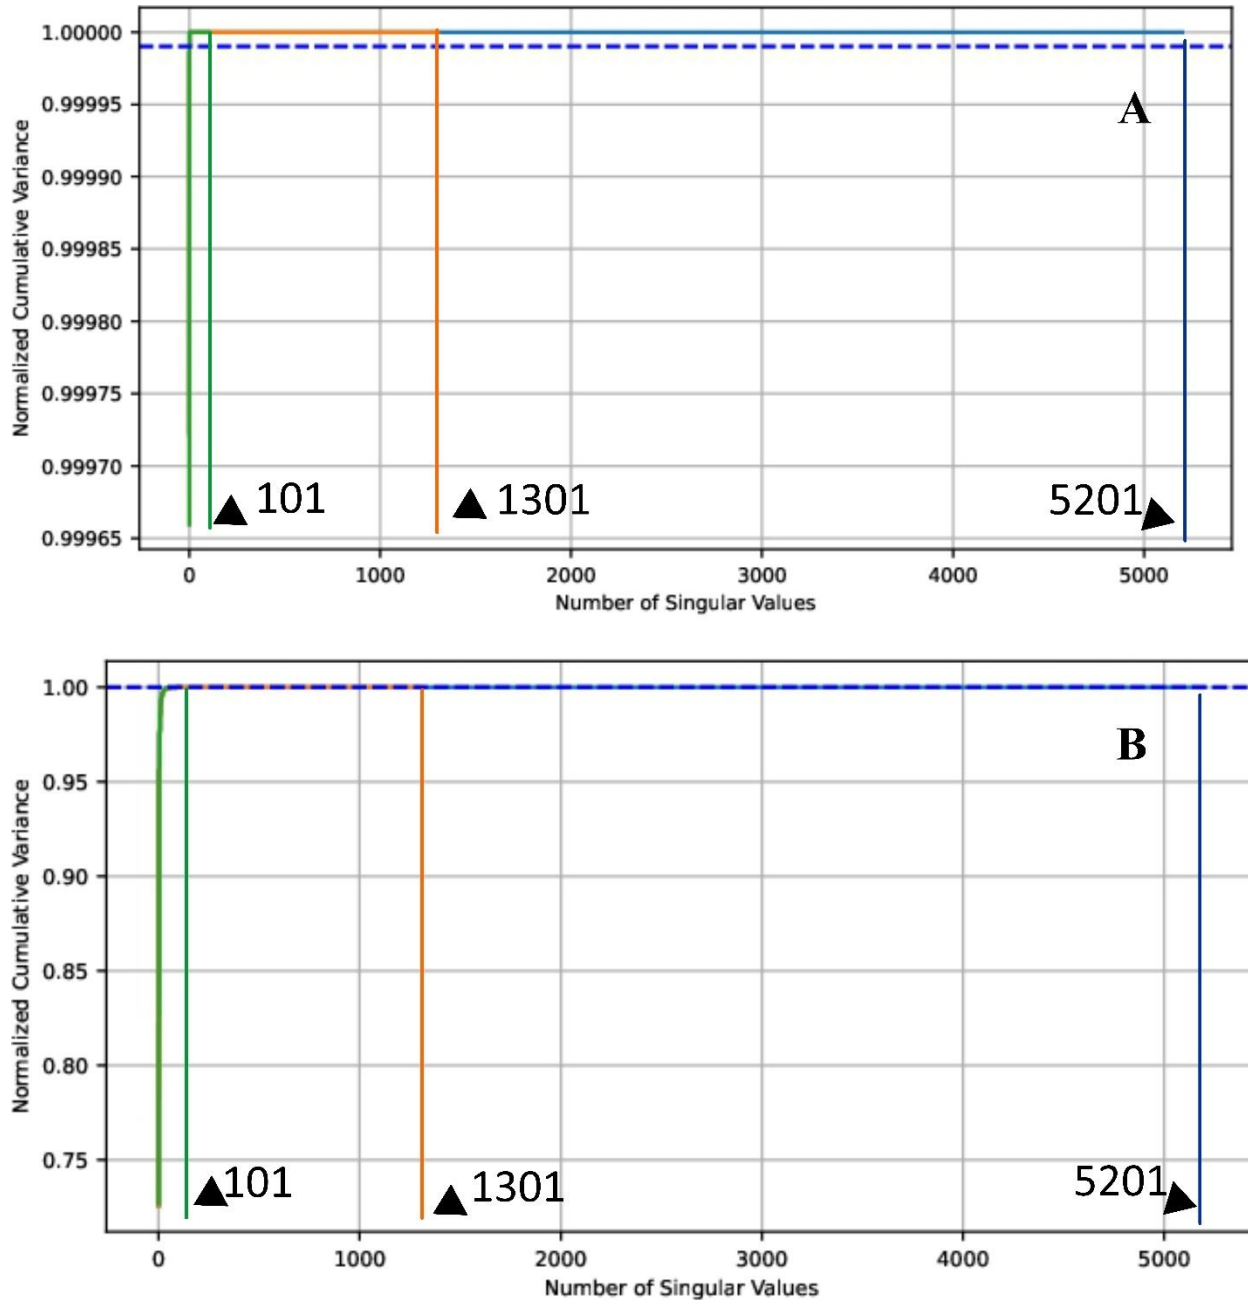 1.00000
0.99995
0.99990
0.99985
0.99980
0.99975
0.99970
0.99965
Normalized Cumulative Variance
A
101
1301
5201
0 1000 2000 3000 4000 5000
Number of Singular Values
1.00
0.95
0.90
0.85
0.80
0.75
Normalized Cumulative Variance
B
101
1301
5201
0 1000 2000 3000 4000 5000
Number of Singular Values